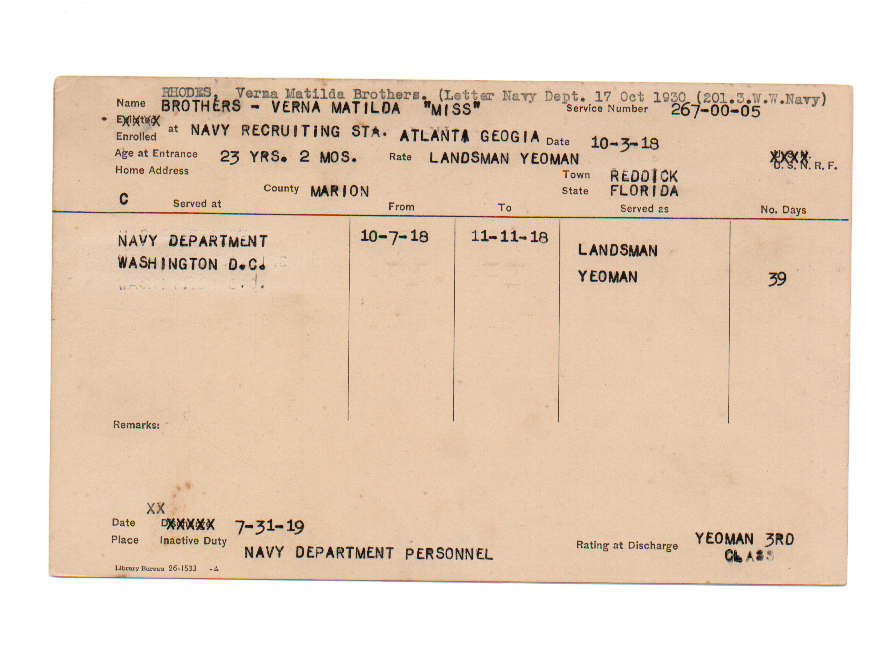 RHODES, Verna Matilda Brothers. (Letter Navy Dept. 17 Oct 1930 (201.3.W.W.Navy)
Name BROTHERS - VERNA MATILDA "MISS" Service Number 267-00-05
Enrolled at NAVY RECRUITING STA. ATLANTA GEOGIA Date 10-3-18
Age at Entrance 23 YRS. 2 MOS. Rate LANDSMAN YEOMAN XXXX U. S. N. R. F.
Home Address Town REDDICK
C County MARION State FLORIDA
Served at From To Served as No. Days
NAVY DEPARTMENT 10-7-18 11-11-18 LANDSMAN
WASHINGTON D.C. YEOMAN 39
Remarks:
XX
Date XXXXX 7-31-19
Place Inactive Duty NAVY DEPARTMENT PERSONNEL Rating at Discharge YEOMAN 3RD
CLASS
Library Bureau 26-1533 -A